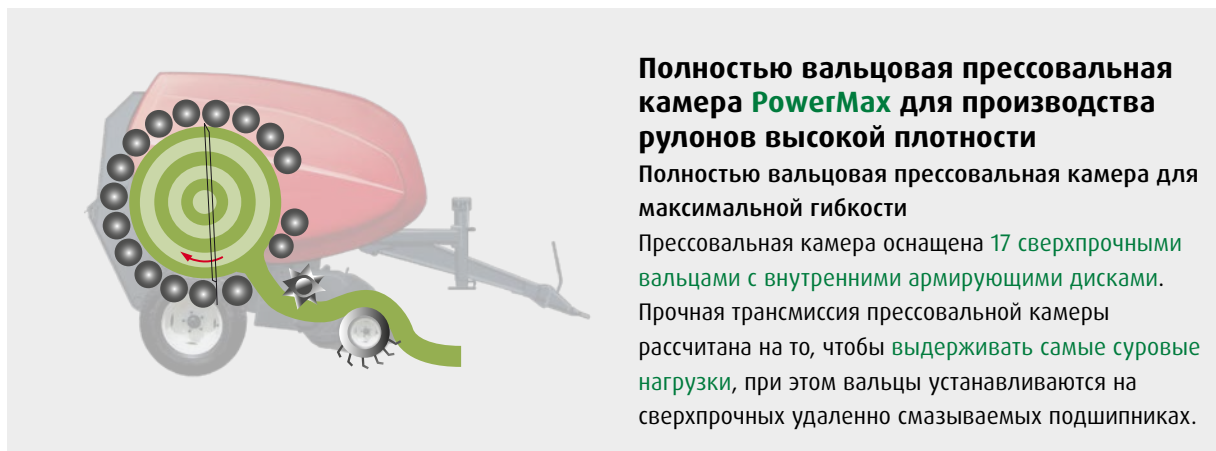 Полностью вальцовая прессовальная
камера PowerMax для производства
рулонов высокой плотности
Полностью вальцовая прессовальная камера для
максимальной гибкости
Прессовальная камера оснащена 17 сверхпрочными
вальцами с внутренними армирующими дисками.
Прочная трансмиссия прессовальной камеры
рассчитана на то, чтобы выдерживать самые суровые
нагрузки, при этом вальцы устанавливаются на
сверхпрочных удаленно смазываемых подшипниках.